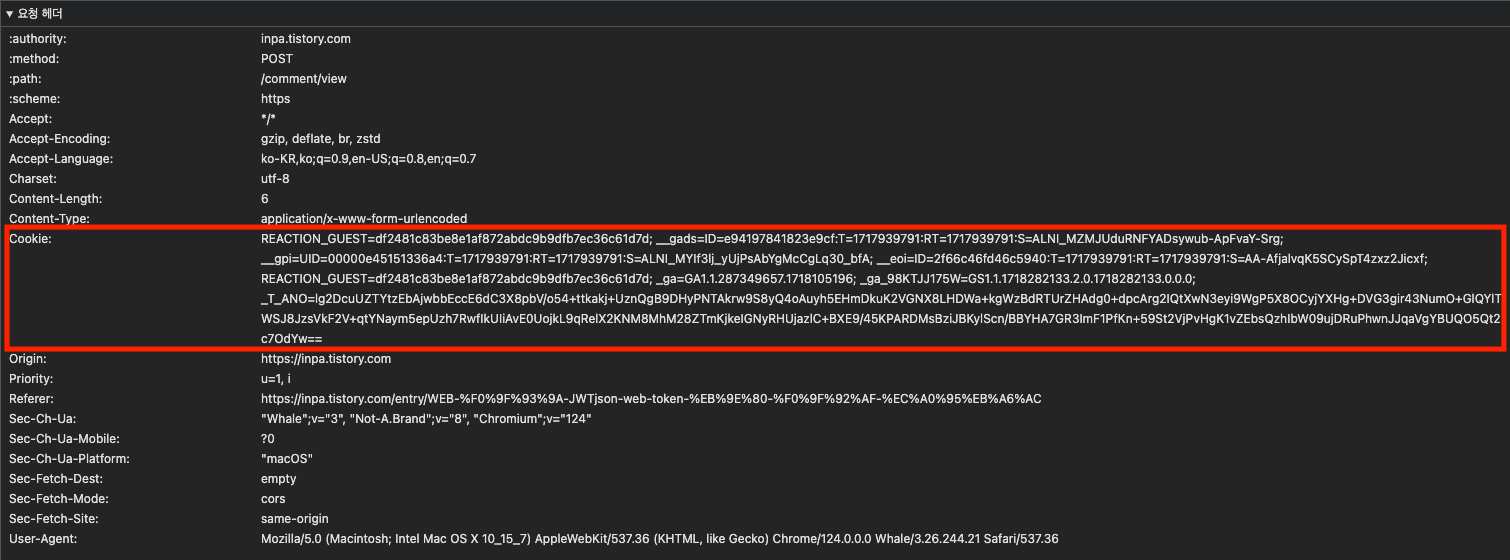 ▼ 요청 헤더
:authority: inpa.tistory.com
:method: POST
:path: /comment/view
:scheme: https
Accept: */*
Accept-Encoding: gzip, deflate, br, zstd
Accept-Language: ko-KR,ko;q=0.9,en-US;q=0.8,en;q=0.7
Charset: utf-8
Content-Length: 6
Content-Type: application/x-www-form-urlencoded
Cookie: REACTION_GUEST=df2481c83be8e1af872abdc9b9dfb7ec36c61d7d; __gads=ID=e94197841823e9cf:T=1717939791:RT=1717939791:S=ALNI_MZMJUduRNFYADsywub-ApFvaY-Srg;
__gpi=UID=00000e45151336a4:T=1717939791:RT=1717939791:S=ALNI_MYIf3lj_yUjPsAbYgMcCgLq30_bfA; __eoi=ID=2f66c46fd46c5940:T=1717939791:RT=1717939791:S=AA-AfjaIvqK5SCySpT4zxz2Jicxf;
REACTION_GUEST=df2481c83be8e1af872abdc9b9dfb7ec36c61d7d; _ga=GA1.1.287349657.1718105196; _ga_98KTJJ175W=GS1.1.1718282133.2.0.1718282133.0.0.0;
_T_ANO=lg2DcuUZTYtzEbAjwbbEccE6dC3X8pbV/o54+ttkakj+UznQgB9DHyPNTAkrw9S8yQ4oAuyh5EHmDkuK2VGNX8LHDWa+kgWzBdRTUrZHAdg0+dpcArg2IQtXwN3eyi9WgP5X8OCyjYXHg+DVG3gir43NumO+GlQYlT
WSJ8JzsVkF2V+qtYNaym5epUzh7RwfIkUIiAvE0UojkL9qRelX2KNM8MhM28ZTmKjkeIGNyRHUjazIC+BXE9/45KPARDMsBziJBKylScn/BBYHA7GR3ImF1PfKn+59St2VjPvHgK1vZEbsQzhIbW09ujDRuPhwnJJqaVgYBUQO5Qt2
c7OdYw==
Origin: https://inpa.tistory.com
Priority: u=1, i
Referer: https://inpa.tistory.com/entry/WEB-%F0%9F%93%9A-JWTjson-web-token-%EB%9E%80-%F0%9F%92%AF-%EC%A0%95%EB%A6%AC
Sec-Ch-Ua: "Whale";v="3", "Not-A.Brand";v="8", "Chromium";v="124"
Sec-Ch-Ua-Mobile: ?0
Sec-Ch-Ua-Platform: "macOS"
Sec-Fetch-Dest: empty
Sec-Fetch-Mode: cors
Sec-Fetch-Site: same-origin
User-Agent: Mozilla/5.0 (Macintosh; Intel Mac OS X 10_15_7) AppleWebKit/537.36 (KHTML, like Gecko) Chrome/124.0.0.0 Whale/3.26.244.21 Safari/537.36